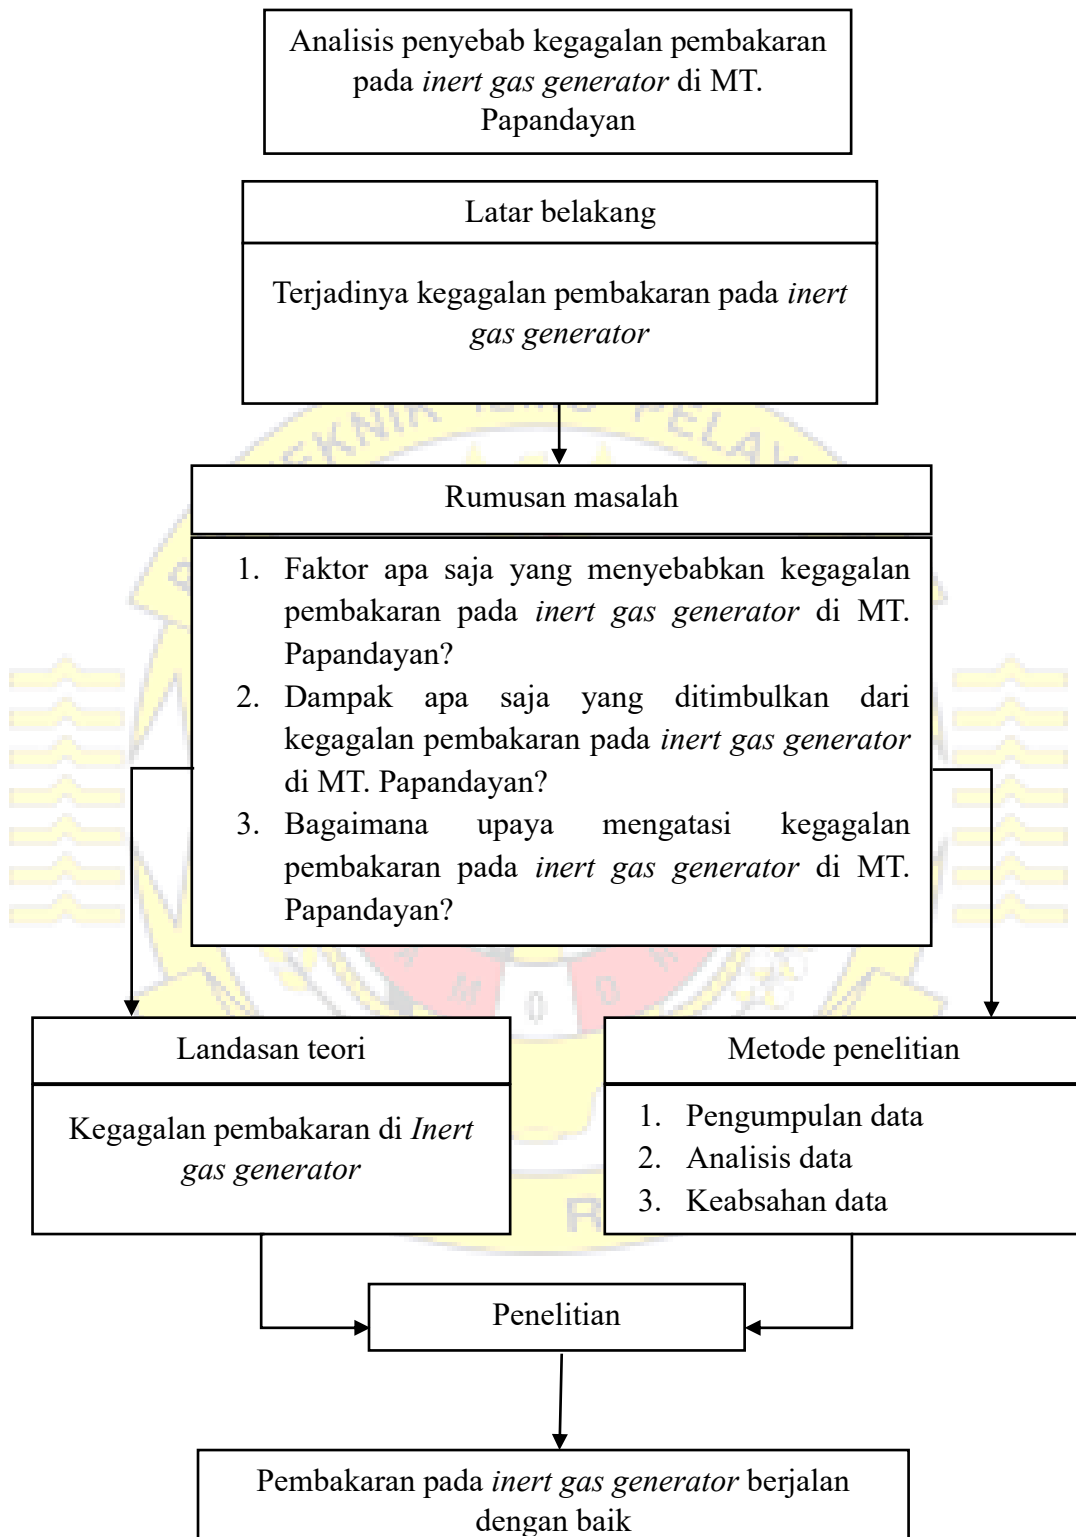 Analisis penyebab kegagalan pembakaran
pada inert gas generator di MT.
Papandayan
Latar belakang
Terjadinya kegagalan pembakaran pada inert
gas generator
Rumusan masalah
1. Faktor apa saja yang menyebabkan kegagalan
pembakaran pada inert gas generator di MT.
Papandayan?
2. Dampak apa saja yang ditimbulkan dari
kegagalan pembakaran pada inert gas generator
di MT. Papandayan?
3. Bagaimana upaya mengatasi kegagalan
pembakaran pada inert gas generator di MT.
Papandayan?
Landasan teori
Kegagalan pembakaran di Inert
gas generator
Metode penelitian
1. Pengumpulan data
2. Analisis data
3. Keabsahan data
Penelitian
Pembakaran pada inert gas generator berjalan
dengan baik